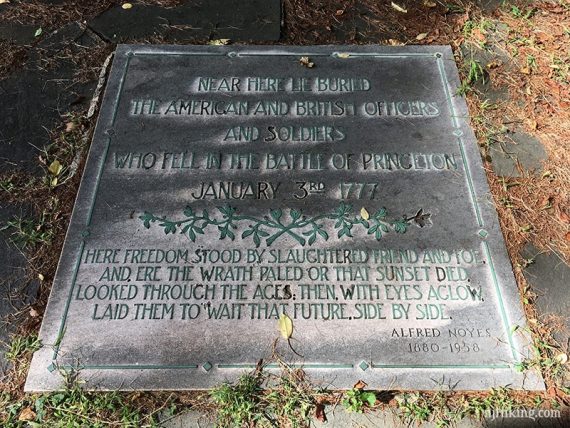 NEAR HERE LIE BURIED
THE AMERICAN AND BRITISH OFFICERS
AND SOLDIERS
WHO FELL IN THE BATTLE OF PRINCETON
JANUARY 3RD 1777
HERE FREEDOM STOOD BY SLAUGHTERED FRIEND AND FOE,
AND, ERE THE WRATH PALED OR THAT SUNSET DIED,
LOOKED THROUGH THE AGES; THEN, WITH EYES AGLOW,
LAID THEM TO WAIT THAT FUTURE, SIDE BY SIDE.
ALFRED NOYES
1880-1958
njhiking.com